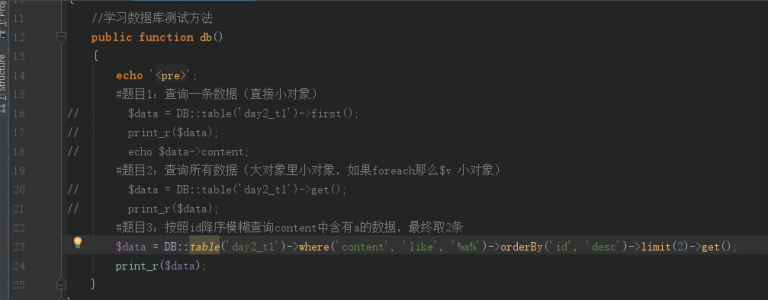 11 //学习数据库测试方法
12 public function db()
13 {
14 echo '<pre>';
15 #题目1：查询一条数据（直接小对象）
16 // $data = DB::table('day2_t1')->first();
17 // print_r($data);
18 // echo $data->content;
19 #题目2：查询所有数据（大对象里小对象，如果foreach那么$v 小对象）
20 // $data = DB::table('day2_t1')->get();
21 // print_r($data);
22 #题目3：按照id降序模糊查询content中含有a的数据，最终取2条
23 $data = DB::table('day2_t1')->where('content', 'like', '%a%')->orderBy('id', 'desc')->limit(2)->get();
24 print_r($data);
25 }
Z: Structure